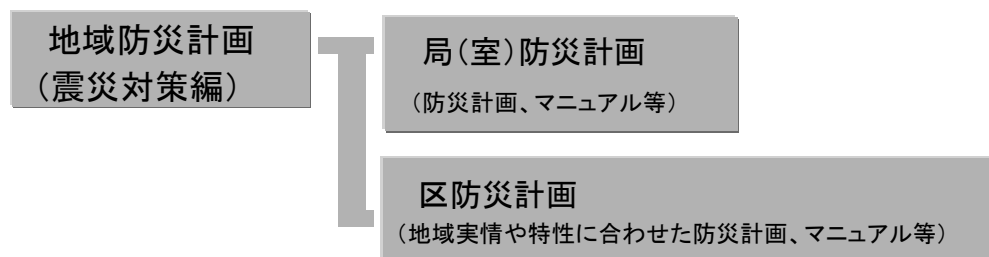 地域防災計画
（震災対策編）
局（室）防災計画
（防災計画、マニュアル等）
区防災計画
（地域実情や特性に合わせた防災計画、マニュアル等）